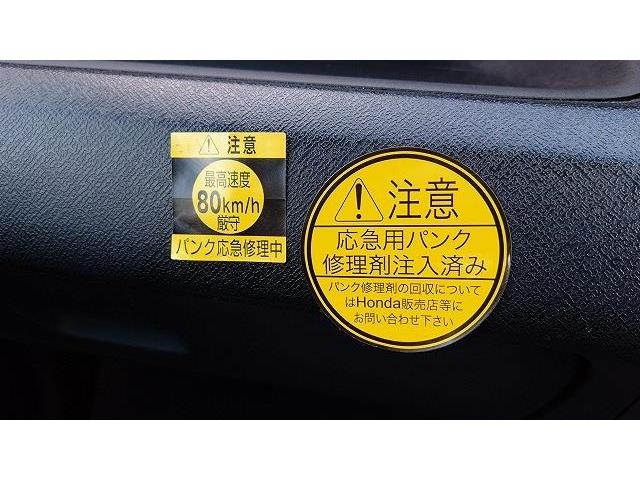 注意
最高速度
80km/h
厳守
パンク応急修理中
注意
応急用パンク
修理剤注入済み
パンク修理剤の回収について
はHonda販売店等に
お問い合わせ下さい